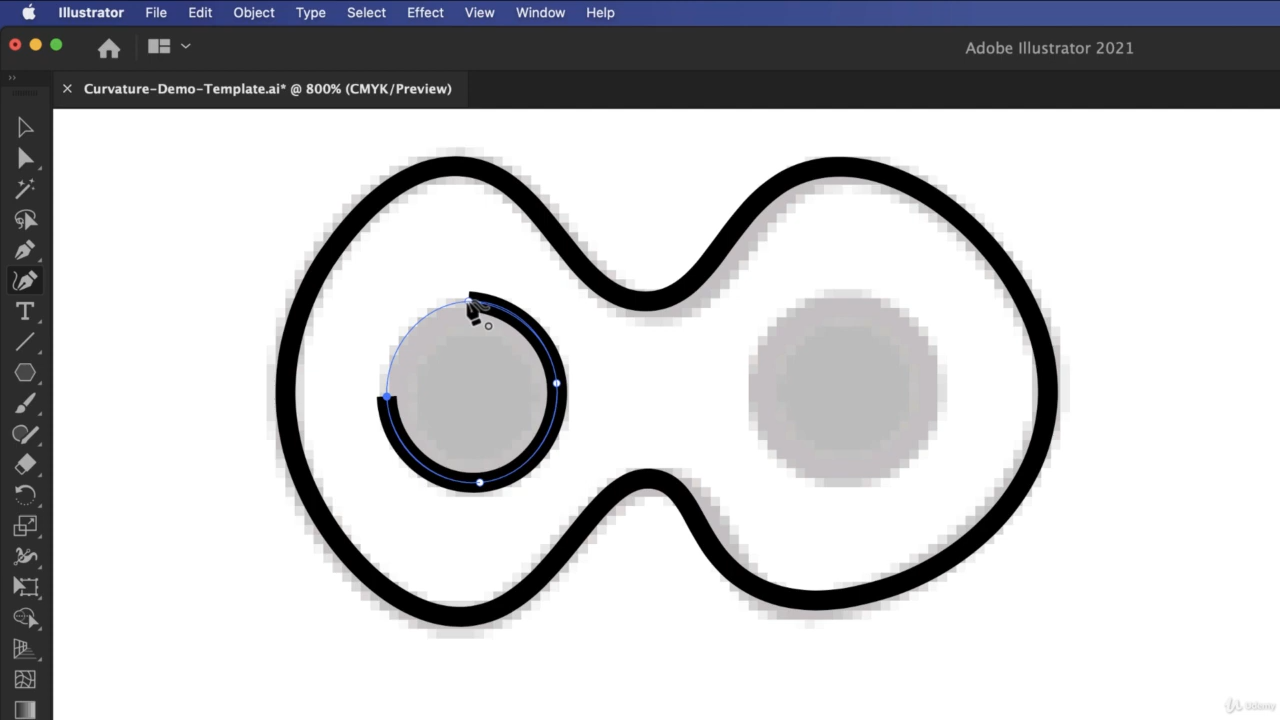 Illustrator File Edit Object Type Select Effect View Window Help
Adobe Illustrator 2021
Curvature-Demo-Template.ai* @ 800% (CMYK/Preview)
Udemy